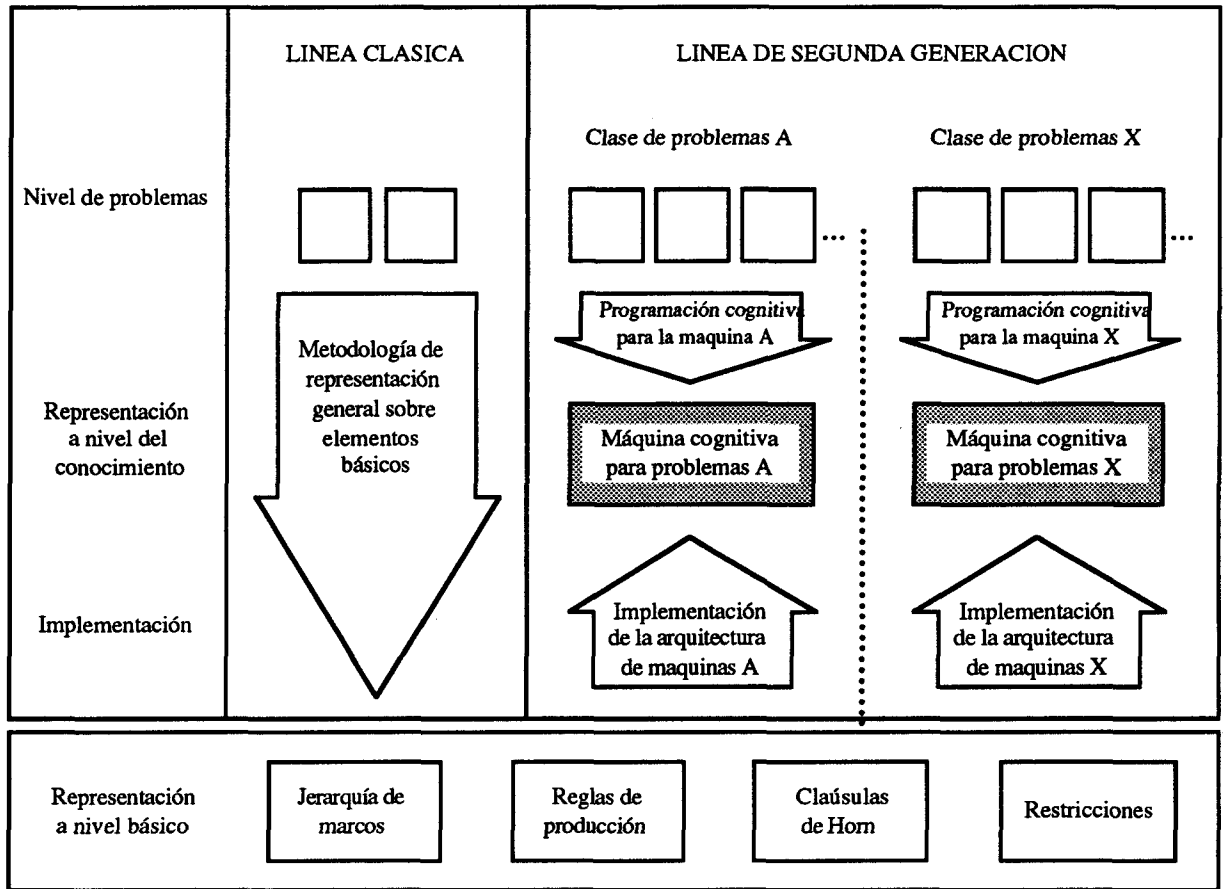 LINEA CLASICA
LINEA DE SEGUNDA GENERACION
Clase de problemas A
Clase de problemas X
Nivel de problemas
...
...
Programación cognitiva
para la maquina A
Programación cognitiva
para la maquina X
Metodología de
representación
general sobre
elementos
básicos
Representación
a nivel del
conocimiento
Máquina cognitiva
para problemas A
Máquina cognitiva
para problemas X
Implementación
Implementación
de la arquitectura
de maquinas A
Implementación
de la arquitectura
de maquinas X
Representación
a nivel básico
Jerarquía de
marcos
Reglas de
producción
Claúsulas
de Horn
Restricciones